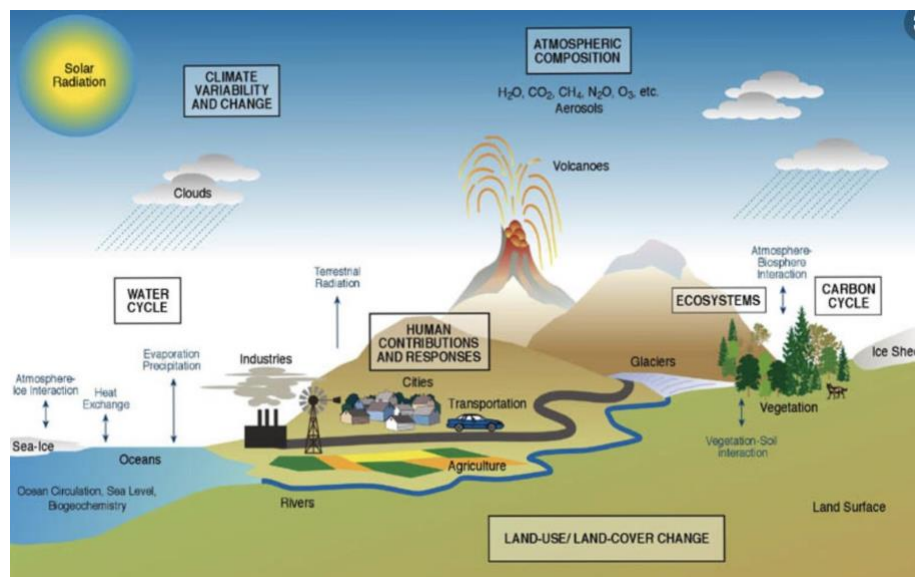 Solar
Radiation
CLIMATE
VARIABILITY
AND CHANGE
ATMOSPHERIC
COMPOSITION
H₂O, CO₂, CH₄, N₂O, O₃, etc.
Aerosols
Volcanoes
Clouds
Atmosphere-
Biosphere
Interaction
Terrestrial
Radiation
WATER
CYCLE
ECOSYSTEMS
CARBON
CYCLE
HUMAN
CONTRIBUTIONS
AND RESPONSES
Evaporation
Precipitation
Industries
Glaciers
Ice Shee
Atmosphere-
Ice Interaction
Heat
Exchange
Cities
Transportation
Vegetation
Sea-Ice
Oceans
Vegetation-Soil
Interaction
Agriculture
Ocean Circulation, Sea Level,
Biogeochemistry
Rivers
Land Surface
LAND-USE/ LAND-COVER CHANGE